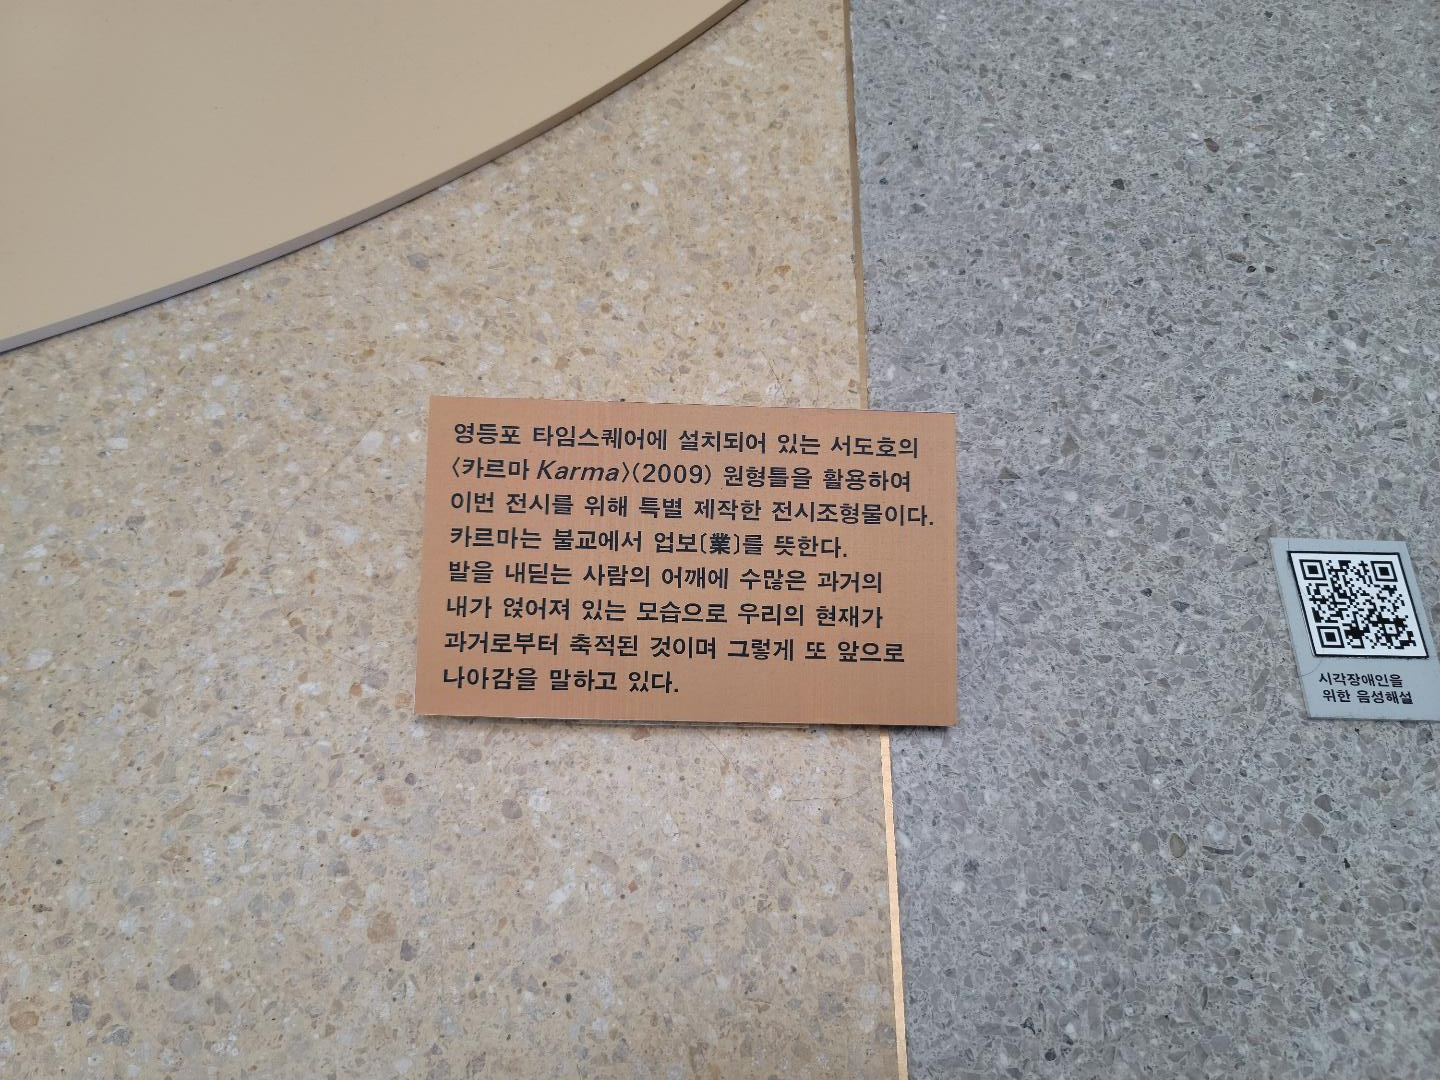 영등포 타임스퀘어에 설치되어 있는 서도호의
〈카르마 Karma〉(2009) 원형틀을 활용하여
이번 전시를 위해 특별 제작한 전시조형물이다.
카르마는 불교에서 업보〔業〕를 뜻한다.
발을 내딛는 사람의 어깨에 수많은 과거의
내가 얹어져 있는 모습으로 우리의 현재가
과거로부터 축적된 것이며 그렇게 또 앞으로
나아감을 말하고 있다.
시각장애인을
위한 음성해설